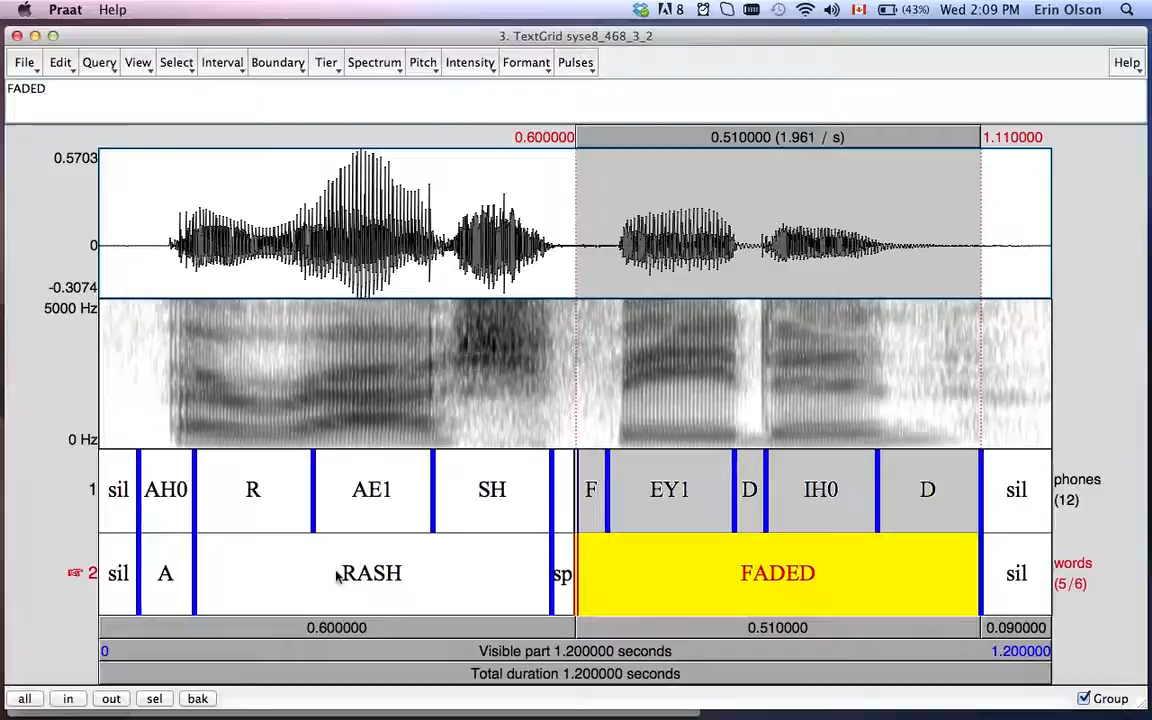 Praat Help 8 (43%) Wed 2:09 PM Erin Olson
3. TextGrid syse8_468_3_2
File Edit Query View Select Interval Boundary Tier Spectrum Pitch Intensity Formant Pulses Help
FADED
0.600000 0.510000 (1.961 / s) 1.110000
0.5703
0
-0.3074
5000 Hz
0 Hz
1 sil AH0 R AE1 SH F EY1 D IH0 D sil phones
(12)
2 sil A RASH sp FADED sil words
(5/6)
0.600000 0.510000 0.090000
0 Visible part 1.200000 seconds 1.200000
Total duration 1.200000 seconds
all in out sel bak Group